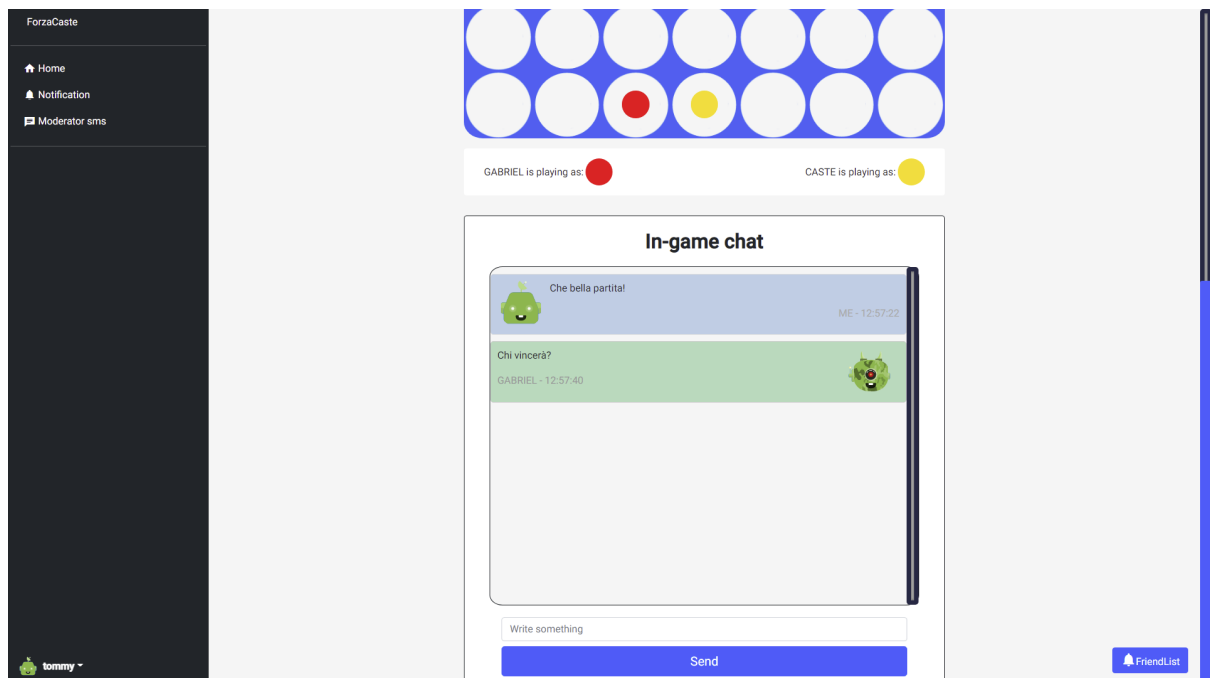 ForzaCaste
Home
Notification
Moderator sms
GABRIEL is playing as:
CASTE is playing as:
In-game chat
Che bella partita!
ME - 12:57:22
Chi vincerà?
GABRIEL - 12:57:40
Write something
Send
tommy
FriendList